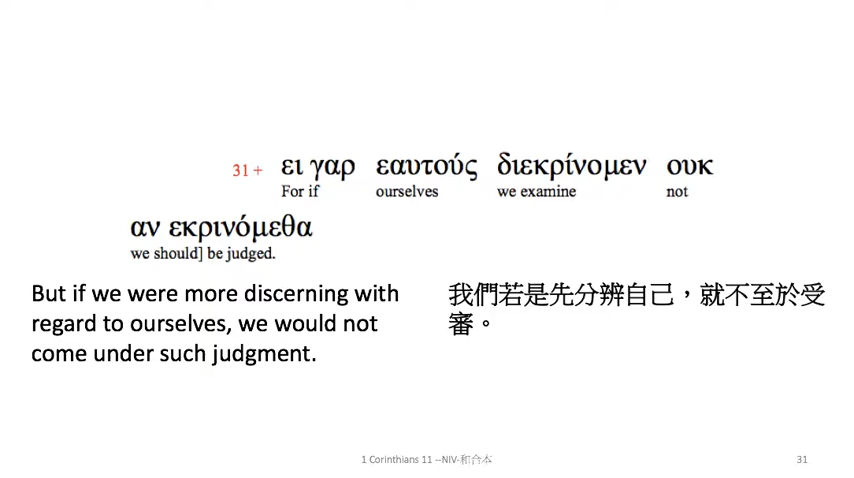 31 + ει γαρ εαυτούς διεκρίνομεν ουκ
For if ourselves we examine not
αν εκρινόμεθα
we should] be judged.
But if we were more discerning with
regard to ourselves, we would not
come under such judgment.
我們若是先分辨自己，就不至於受
審。
1 Corinthians 11 --NIV-和合本
31